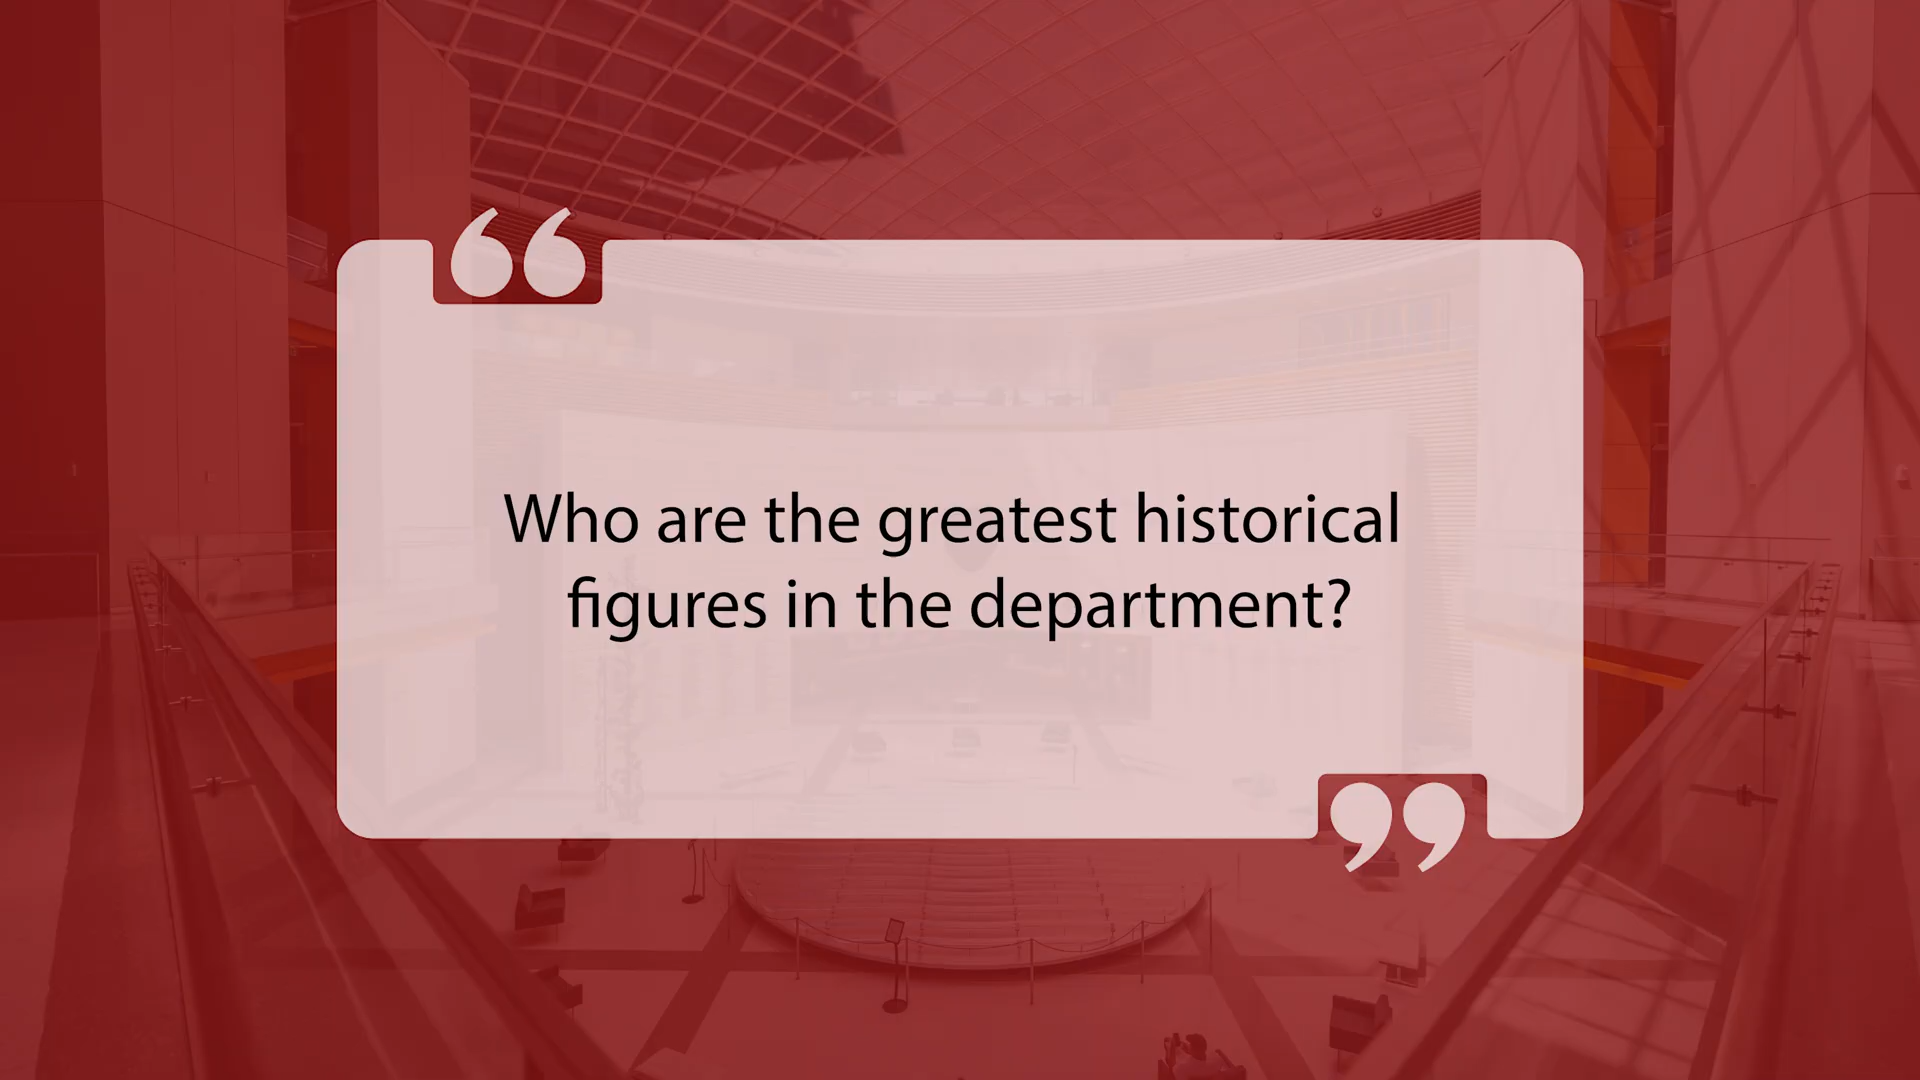 Who are the greatest historical
figures in the department?